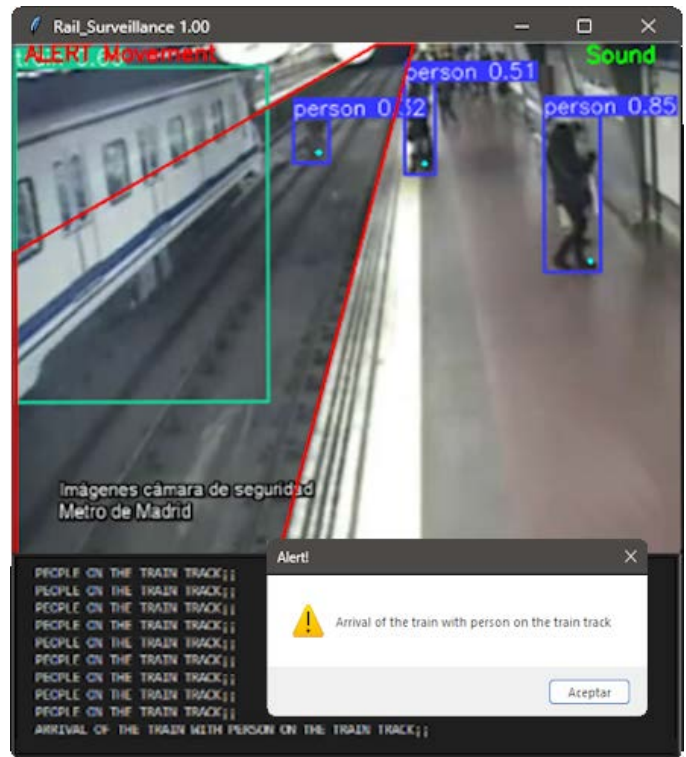 Rail_Surveillance 1.00
ALERT Movement
Sound
person 0.51
person 0.32
person 0.85
Imágenes cámara de seguridad
Metro de Madrid
Alert!
Arrival of the train with person on the train track
Aceptar
PEOPLE ON THE TRAIN TRACK¡¡
PEOPLE ON THE TRAIN TRACK¡¡
PEOPLE ON THE TRAIN TRACK¡¡
PEOPLE ON THE TRAIN TRACK¡¡
PEOPLE ON THE TRAIN TRACK¡¡
PEOPLE ON THE TRAIN TRACK¡¡
PEOPLE ON THE TRAIN TRACK¡¡
PEOPLE ON THE TRAIN TRACK¡¡
PEOPLE ON THE TRAIN TRACK¡¡
ARRIVAL OF THE TRAIN WITH PERSON ON THE TRAIN TRACK¡¡